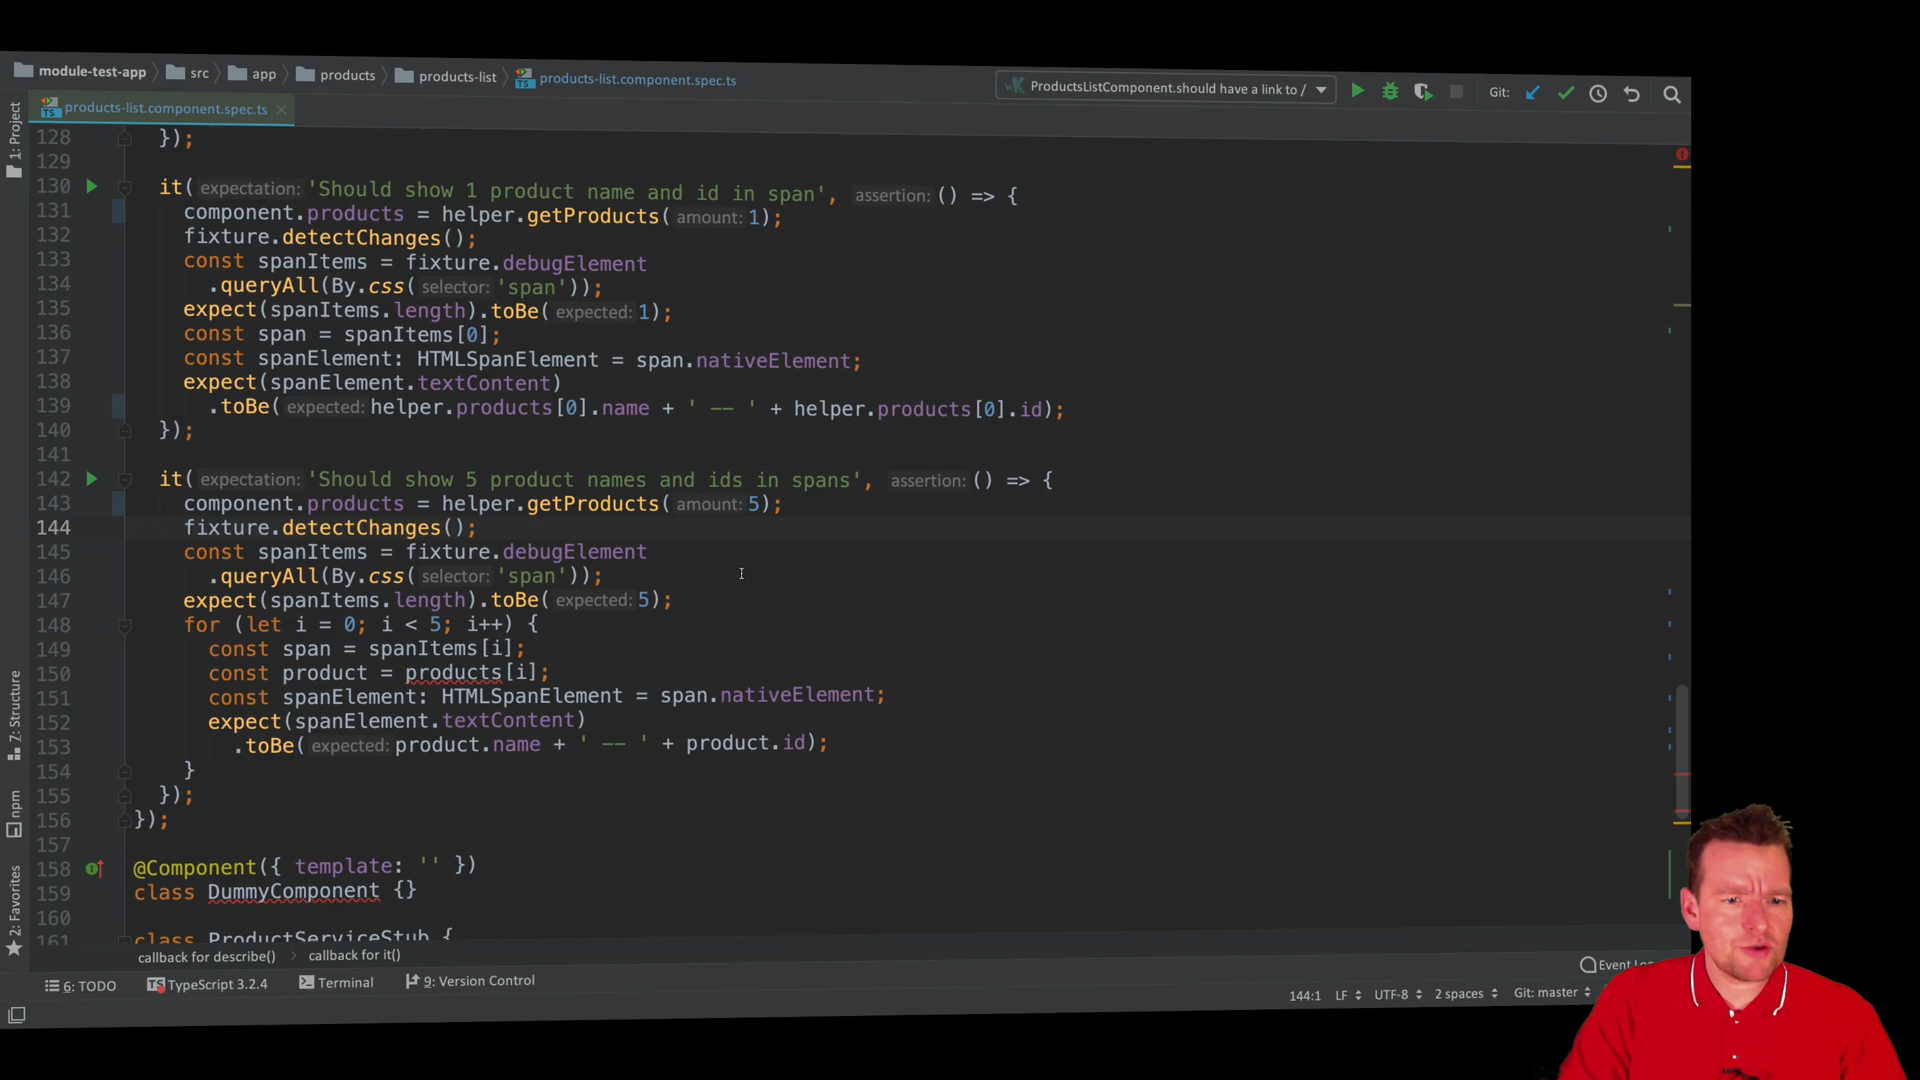 module-test-app src app products products-list products-list.component.spec.ts ProductsListComponent.should have a link to / Git:
products-list.component.spec.ts
1: Project
7: Structure
npm
2: Favorites
128 });
129
130 it( expectation: 'Should show 1 product name and id in span', assertion: () => {
131 component.products = helper.getProducts( amount: 1);
132 fixture.detectChanges();
133 const spanItems = fixture.debugElement
134 .queryAll(By.css( selector: 'span'));
135 expect(spanItems.length).toBe( expected: 1);
136 const span = spanItems[0];
137 const spanElement: HTMLSpanElement = span.nativeElement;
138 expect(spanElement.textContent)
139 .toBe( expected: helper.products[0].name + ' -- ' + helper.products[0].id);
140 });
141
142 it( expectation: 'Should show 5 product names and ids in spans', assertion: () => {
143 component.products = helper.getProducts( amount: 5);
144 fixture.detectChanges();
145 const spanItems = fixture.debugElement
146 .queryAll(By.css( selector: 'span'));
147 expect(spanItems.length).toBe( expected: 5);
148 for (let i = 0; i < 5; i++) {
149 const span = spanItems[i];
150 const product = products[i];
151 const spanElement: HTMLSpanElement = span.nativeElement;
152 expect(spanElement.textContent)
153 .toBe( expected: product.name + ' -- ' + product.id);
154 }
155 });
156 });
157
158 @Component({ template: '' })
159 class DummyComponent {}
160
161 class ProductServiceStub {
callback for describe() callback for it()
6: TODO TypeScript 3.2.4 Terminal 9: Version Control Event
144:1 LF UTF-8 2 spaces Git: master